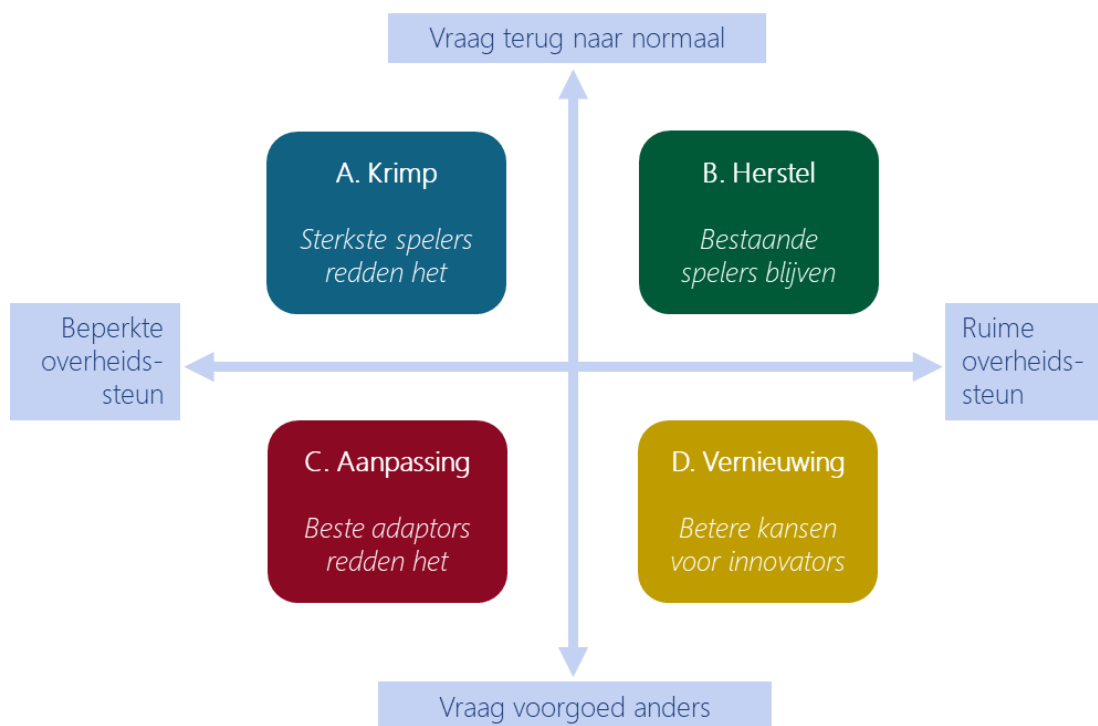 Vraag terug naar normaal
A. Krimp
Sterkste spelers
redden het
B. Herstel
Bestaande
spelers blijven
Beperkte
overheids-
steun
Ruime
overheids-
steun
C. Aanpassing
Beste adaptors
redden het
D. Vernieuwing
Betere kansen
voor innovators
Vraag voorgoed anders